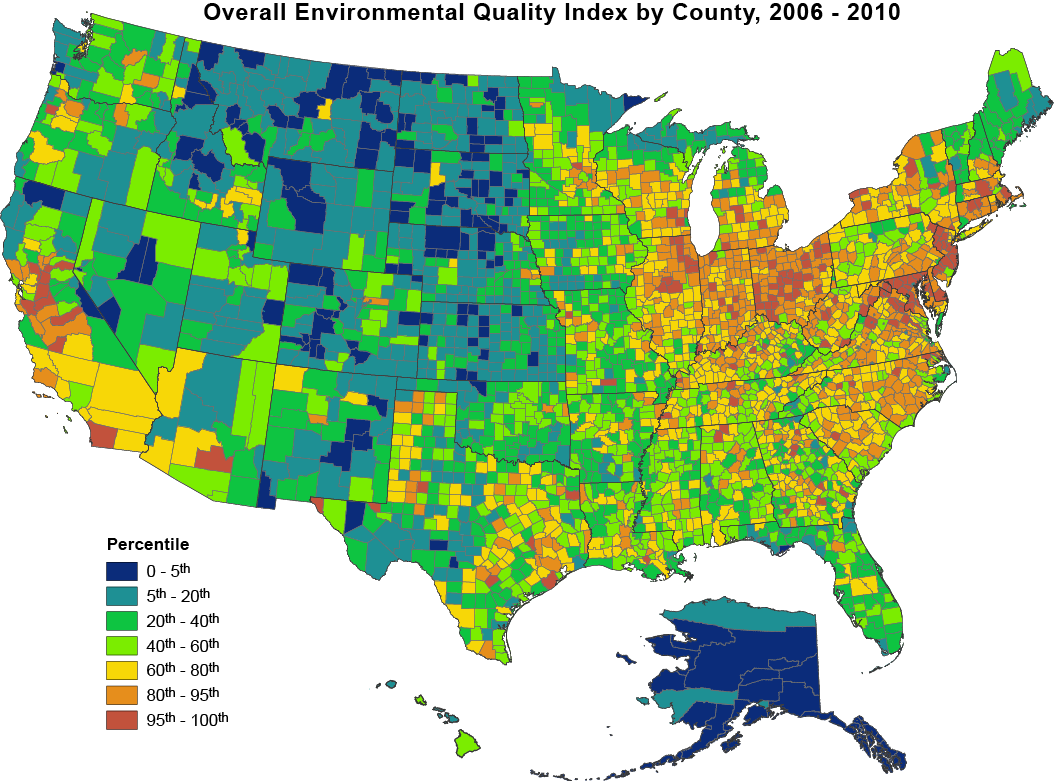 Overall Environmental Quality Index by County, 2006 - 2010
Percentile
0 - 5th
5th - 20th
20th - 40th
40th - 60th
60th - 80th
80th - 95th
95th - 100th